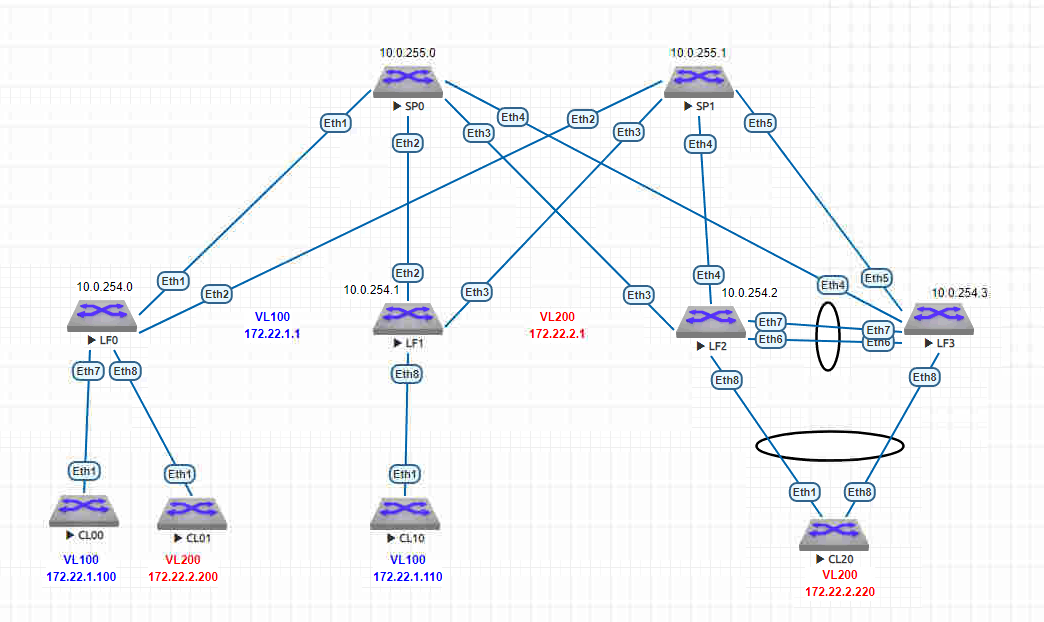 10.0.255.0
10.0.255.1
SP0
SP1
Eth1
Eth2
Eth3
Eth4
Eth2
Eth3
Eth4
Eth5
10.0.254.0
Eth1
Eth2
10.0.254.1
Eth2
Eth3
Eth3
Eth4
10.0.254.2
Eth4
Eth5
10.0.254.3
VL100
172.22.1.1
VL200
172.22.2.1
LF0
LF1
LF2
LF3
Eth7
Eth6
Eth7
Eth6
Eth7
Eth8
Eth8
Eth8
Eth8
Eth1
Eth1
Eth1
Eth1
Eth8
CL00
VL100
172.22.1.100
CL01
VL200
172.22.2.200
CL10
VL100
172.22.1.110
CL20
VL200
172.22.2.220